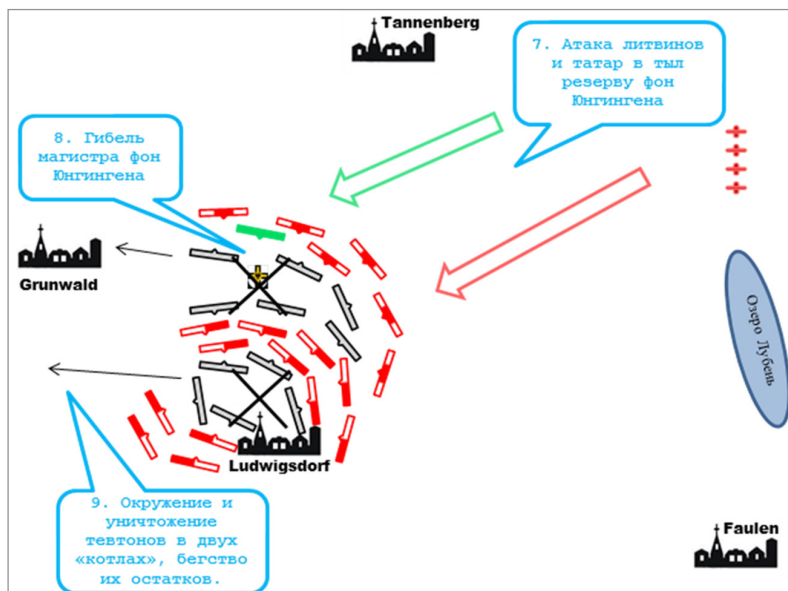 Tannenberg
7. Атака литвинов
и татар в тыл
резерву фон
Юнгингена
8. Гибель
магистра фон
Юнгингена
Grunwald
Озеро Лубень
Ludwigsdorf
9. Окружение и
уничтожение
тевтонов в двух
«котлах», бегство
их остатков.
Faulen